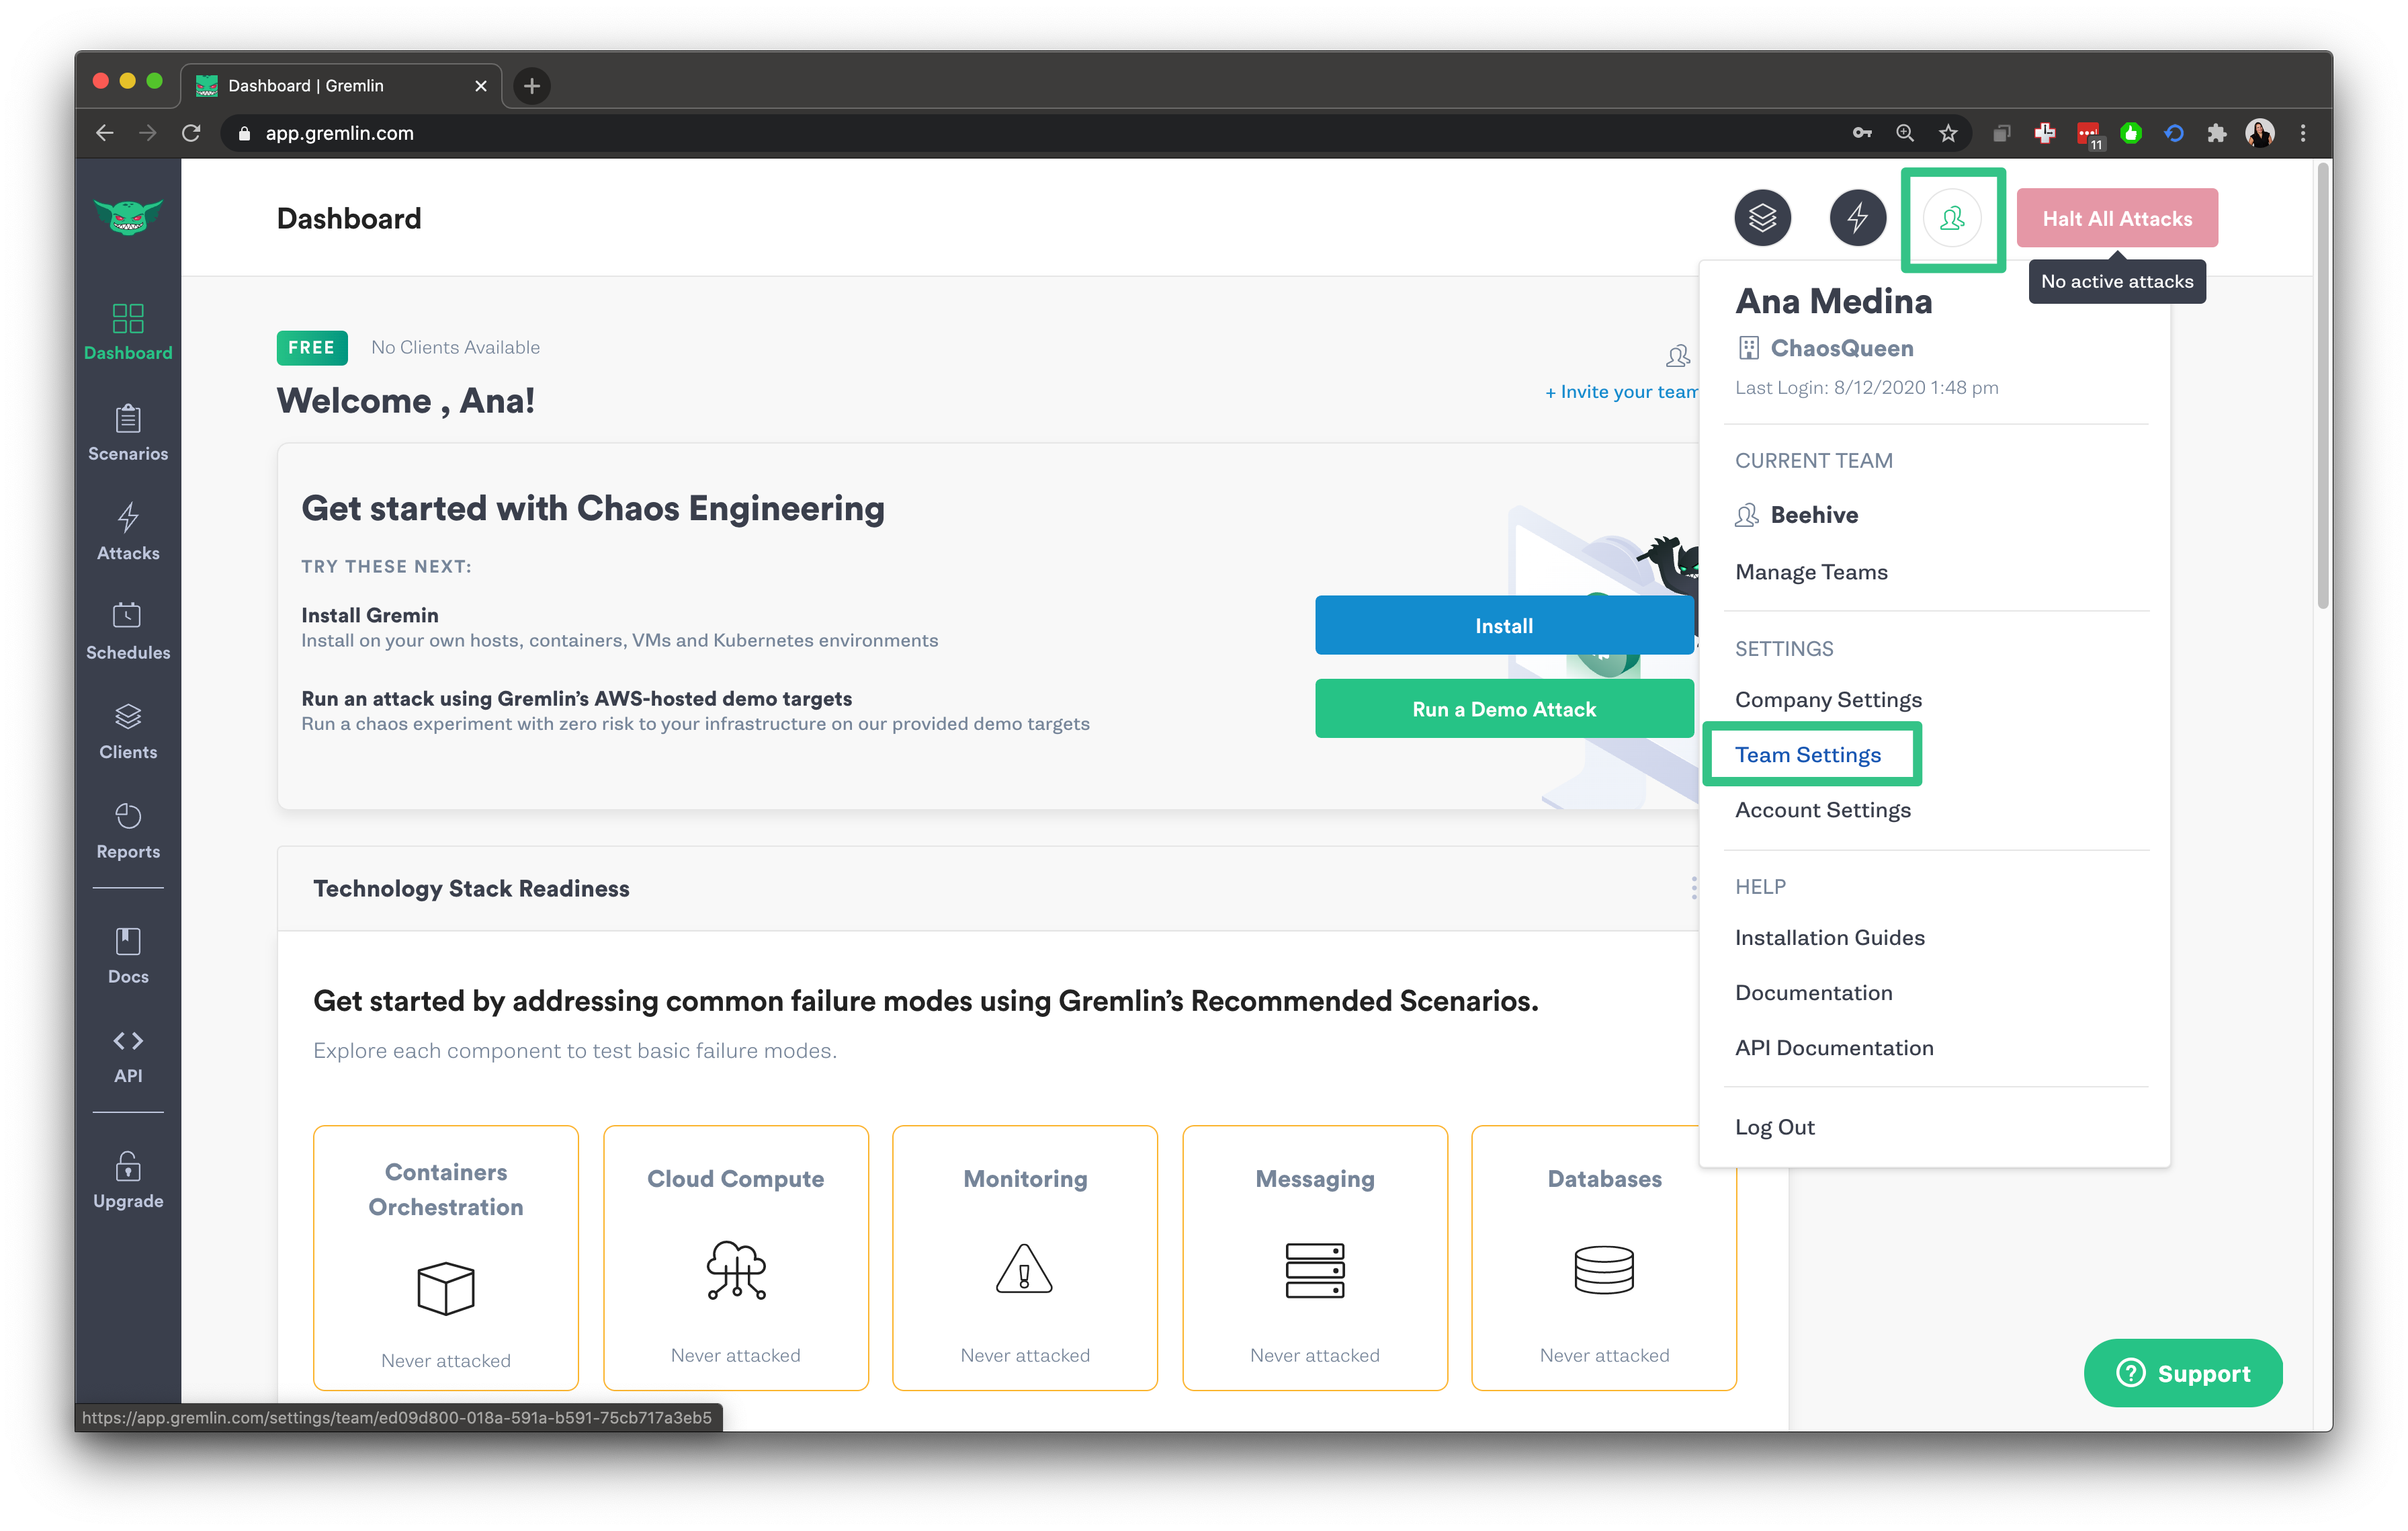 Dashboard | Gremlin
app.gremlin.com
11
Dashboard
Halt All Attacks
No active attacks
Dashboard
Scenarios
Attacks
Schedules
Clients
Reports
Docs
API
Upgrade
FREE
No Clients Available
Welcome , Ana!
+ Invite your team
Get started with Chaos Engineering
TRY THESE NEXT:
Install Gremin
Install on your own hosts, containers, VMs and Kubernetes environments
Install
Run an attack using Gremlin’s AWS-hosted demo targets
Run a chaos experiment with zero risk to your infrastructure on our provided demo targets
Run a Demo Attack
Technology Stack Readiness
Get started by addressing common failure modes using Gremlin’s Recommended Scenarios.
Explore each component to test basic failure modes.
Containers
Orchestration
Never attacked
Cloud Compute
Never attacked
Monitoring
Never attacked
Messaging
Never attacked
Databases
Never attacked
Ana Medina
ChaosQueen
Last Login: 8/12/2020 1:48 pm
CURRENT TEAM
Beehive
Manage Teams
SETTINGS
Company Settings
Team Settings
Account Settings
HELP
Installation Guides
Documentation
API Documentation
Log Out
Support
https://app.gremlin.com/settings/team/ed09d800-018a-591a-b591-75cb717a3eb5